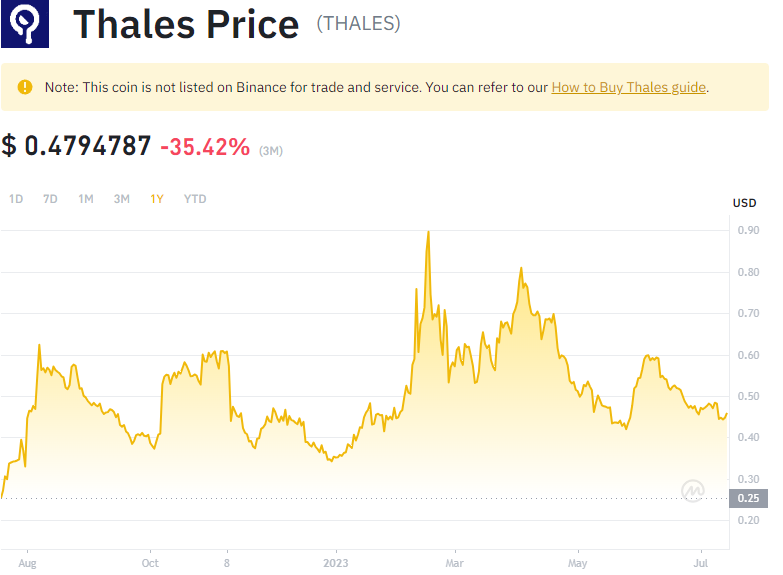 Thales Price (THALES)
Note: This coin is not listed on Binance for trade and service. You can refer to our How to Buy Thales guide.
$ 0.4794787 -35.42% (3M)
1D 7D 1M 3M 1Y YTD
USD
0.90
0.80
0.70
0.60
0.50
0.40
0.30
0.25
0.20
Aug Oct 8 2023 Mar May Jul